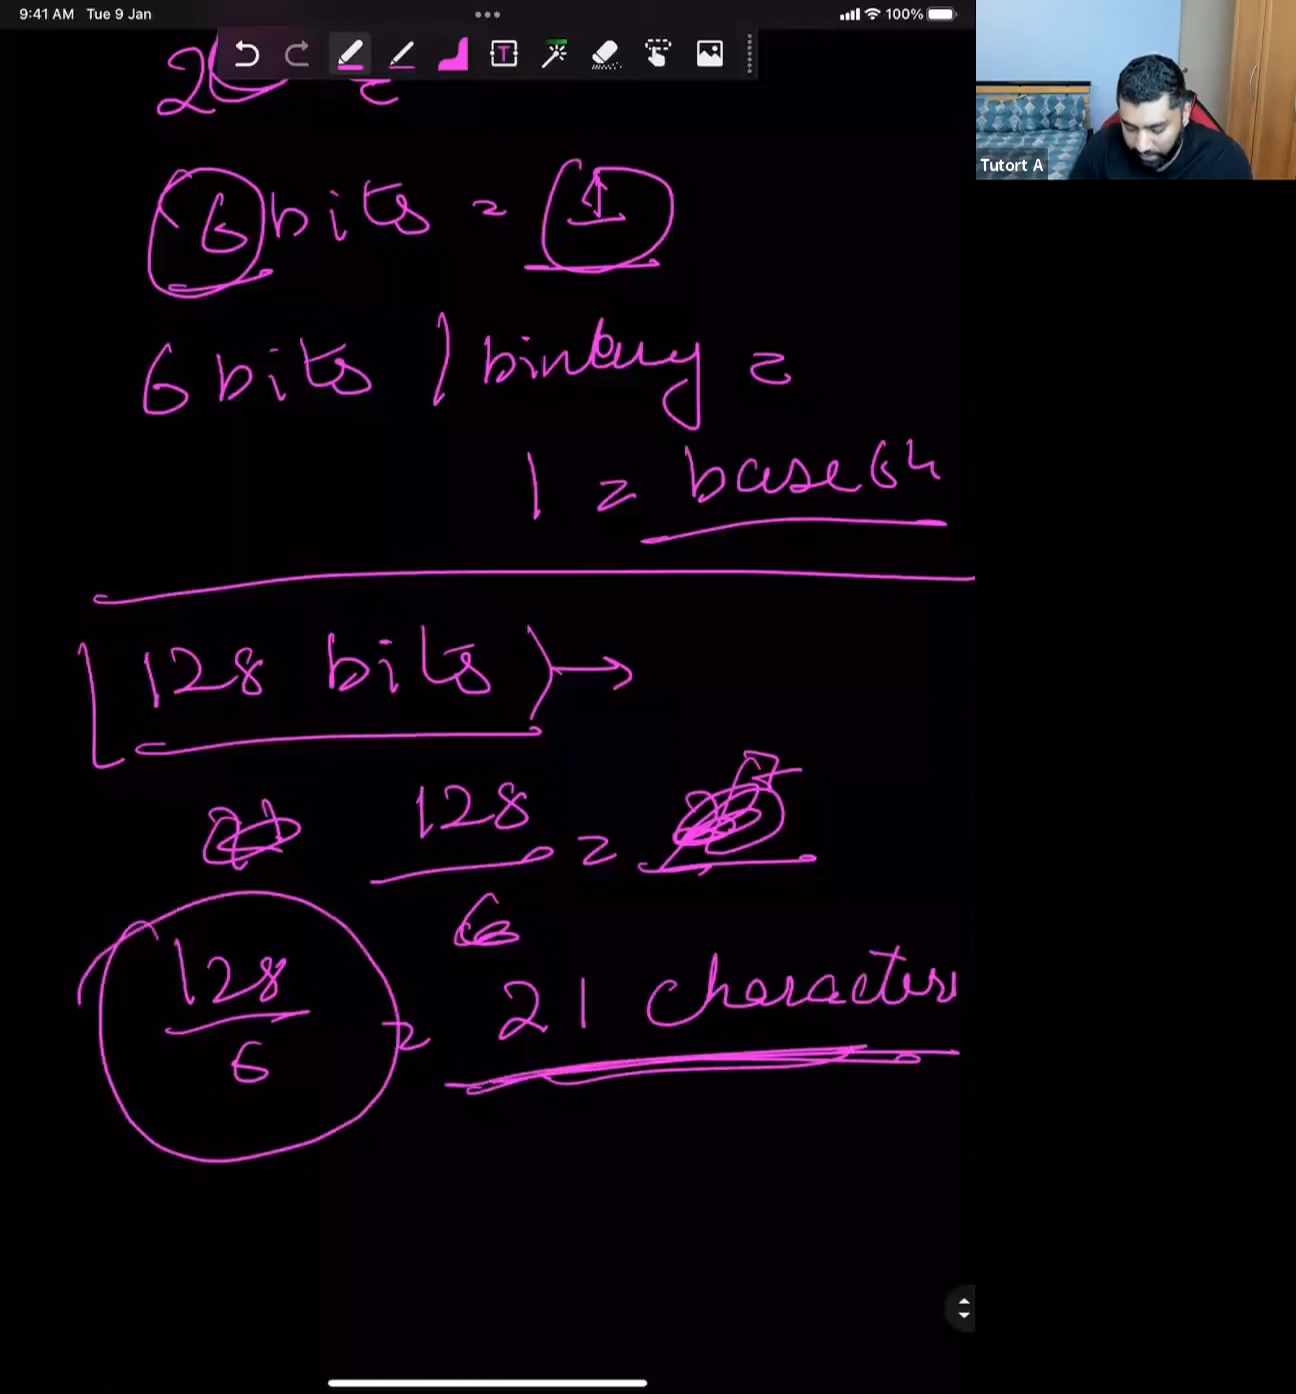 9:41 AM Tue 9 Jan
100%
T
Tutort A
2
6 bits = 1
6 bits / binary =
1 = base64
128 bits →
128
6
=
128
6
= 21 characters